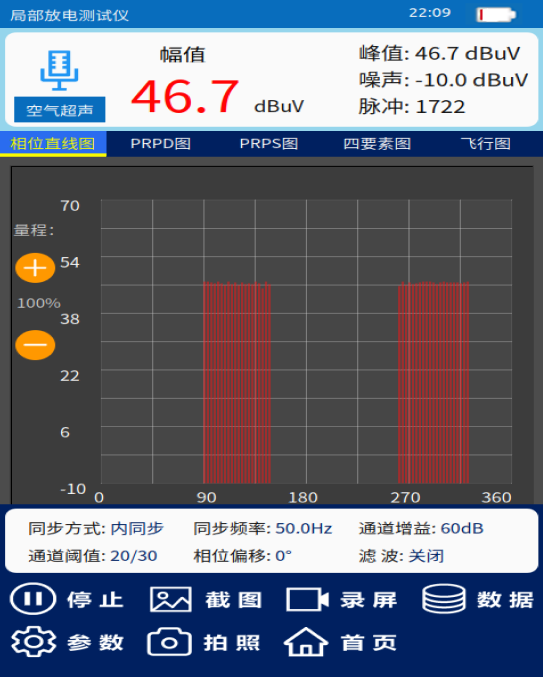 局部放电测试仪 22:09
幅值
46.7 dBuV
空气超声
峰值: 46.7 dBuV
噪声: -10.0 dBuV
脉冲: 1722
相位直线图 PRPD图 PRPS图 四要素图 飞行图
70
量程:
54
100%
38
22
6
-10
0 90 180 270 360
同步方式: 内同步 同步频率: 50.0Hz 通道增益: 60dB
通道阈值: 20/30 相位偏移: 0° 滤 波: 关闭
停止 截图 录屏 数据
参数 拍照 首页